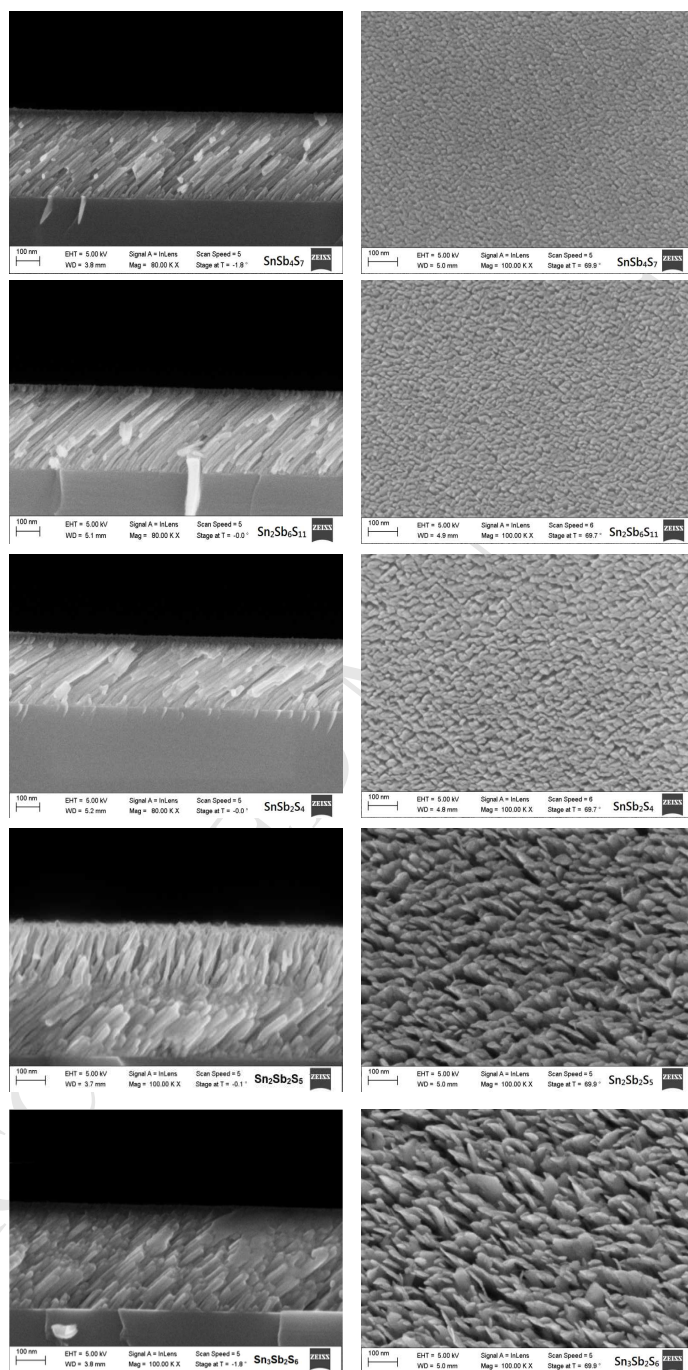 100 nm EHT = 5.00 kV Signal A = InLens Scan Speed = 5 SnSb₄S₇ ZEISS
WD = 3.8 mm Mag = 80.00 K X Stage at T = -1.8 °
100 nm EHT = 5.00 kV Signal A = InLens Scan Speed = 5 SnSb₄S₇ ZEISS
WD = 5.0 mm Mag = 100.00 K X Stage at T = 69.9 °
100 nm EHT = 5.00 kV Signal A = InLens Scan Speed = 5 Sn₂Sb₆S₁₁ ZEISS
WD = 5.1 mm Mag = 80.00 K X Stage at T = -0.0 °
100 nm EHT = 5.00 kV Signal A = InLens Scan Speed = 6 Sn₂Sb₆S₁₁ ZEISS
WD = 4.9 mm Mag = 100.00 K X Stage at T = 69.7 °
100 nm EHT = 5.00 kV Signal A = InLens Scan Speed = 5 SnSb₂S₄ ZEISS
WD = 5.2 mm Mag = 80.00 K X Stage at T = -0.0 °
100 nm EHT = 5.00 kV Signal A = InLens Scan Speed = 6 SnSb₂S₄ ZEISS
WD = 4.8 mm Mag = 100.00 K X Stage at T = 69.7 °
100 nm EHT = 5.00 kV Signal A = InLens Scan Speed = 5 Sn₂Sb₂S₅ ZEISS
WD = 3.7 mm Mag = 100.00 K X Stage at T = -0.1 °
100 nm EHT = 5.00 kV Signal A = InLens Scan Speed = 5 Sn₂Sb₂S₅ ZEISS
WD = 5.0 mm Mag = 100.00 K X Stage at T = 69.9 °
100 nm EHT = 5.00 kV Signal A = InLens Scan Speed = 5 Sn₃Sb₂S₆ ZEISS
WD = 3.8 mm Mag = 100.00 K X Stage at T = -1.8 °
100 nm EHT = 5.00 kV Signal A = InLens Scan Speed = 5 Sn₃Sb₂S₆ ZEISS
WD = 5.0 mm Mag = 100.00 K X Stage at T = 69.9 °